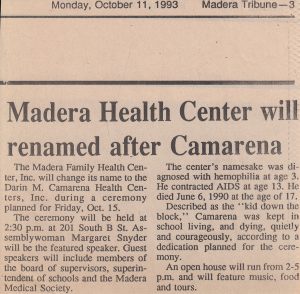 Monday, October 11, 1993 Madera Tribune—3
Madera Health Center will
renamed after Camarena
The Madera Family Health Cen-
ter, Inc. will change its name to the
Darin M. Camarena Health Cen-
ters, Inc. during a ceremony
planned for Friday, Oct. 15.
The ceremony will be held at
2:30 p.m. at 201 South B St. As-
semblywoman Margaret Snyder
will be the featured speaker. Guest
speakers will include members of
the board of supervisors, superin-
tendent of schools and the Madera
Medical Society.
The center's namesake was di-
agnosed with hemophilia at age 3.
He contracted AIDS at age 13. He
died June 6, 1990 at the age of 17.
Described as the "kid down the
block," Camarena was kept in
school living, and dying, quietly
and courageously, according to a
dedication planned for the cere-
mony.
An open house will run from 2-5
p.m. and will feature music, food
and tours.